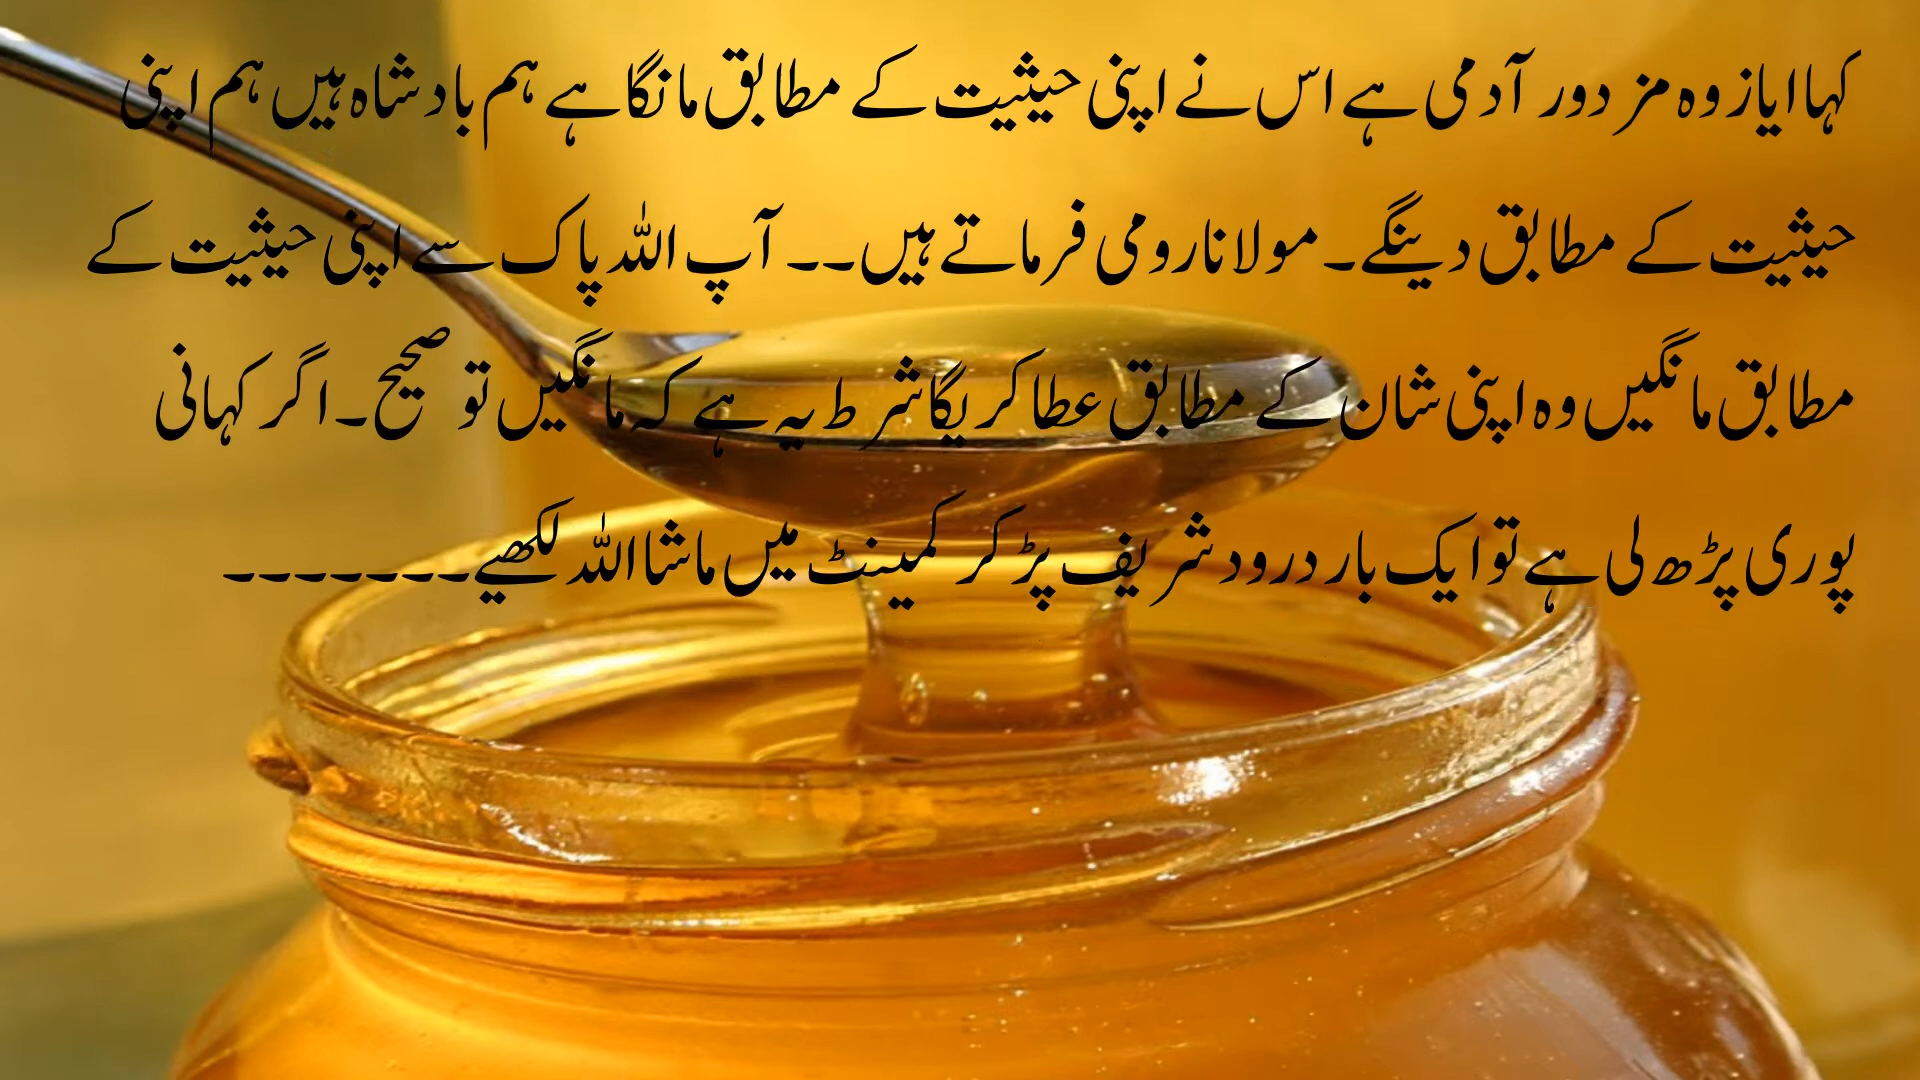 کہا ایاز وہ مزدور آدمی ہے اس نے اپنی حیثیت کے مطابق مانگا ہے ہم بادشاہ ہیں ہم اپنی
حیثیت کے مطابق دینگے۔ مولانا رومی فرماتے ہیں۔۔ آپ اللہ پاک سے اپنی حیثیت کے
مطابق مانگیں وہ اپنی شان کے مطابق عطا کریگا شرط یہ ہے کہ مانگیں تو صحیح۔ اگر کہانی
پوری پڑھ لی ہے تو ایک بار درود شریف پڑ کر کمینٹ میں ماشااللہ لکھیے۔۔۔۔۔۔۔